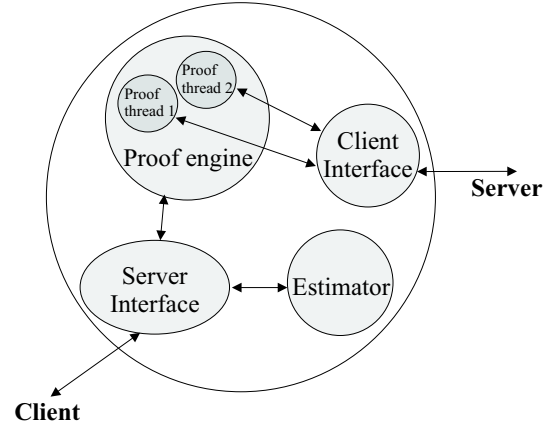 Proof
thread 2
Proof
thread 1
Proof engine
Client
Interface
Server
Server
Interface
Estimator
Client